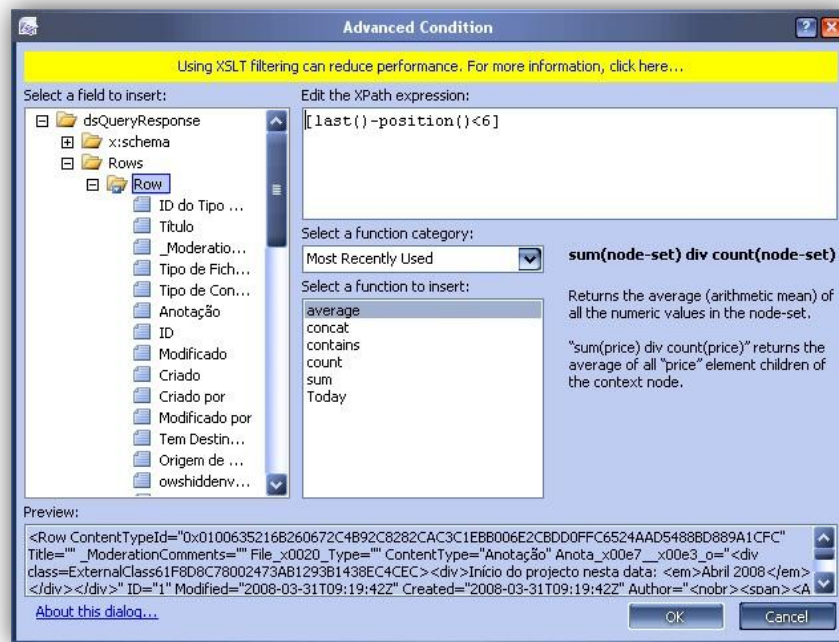 Advanced Condition
Using XSLT filtering can reduce performance. For more information, click here...
Select a field to insert:
dsQueryResponse
x:schema
Rows
Row
ID do Tipo ...
Título
_Moderatio...
Tipo de Fich...
Tipo de Con...
Anotação
ID
Modificado
Criado
Criado por
Modificado por
Tem Destin...
Origem de ...
owshiddenv...
Edit the XPath expression:
[last()-position()<6]
Select a function category:
Most Recently Used
Select a function to insert:
average
concat
contains
count
sum
Today
sum(node-set) div count(node-set)
Returns the average (arithmetic mean) of
all the numeric values in the node-set.
"sum(price) div count(price)" returns the
average of all "price" element children of
the context node.
Preview:
<Row ContentTypeId="0x0100635216B260672C4B92C8282CAC3C1EBB006E2CBDD0FFC6524AAD5488BD889A1CFC"
Title="" _ModerationComments="" File_x0020_Type="" ContentType="Anotação" Anota_x00e7__x00e3_o="<div
class=ExternalClass61F8D8C78002473AB1293B1438EC4CEC><div>Início do projecto nesta data: <em>Abril 2008</em>
</div></div>" ID="1" Modified="2008-03-31T09:19:42Z" Created="2008-03-31T09:19:42Z" Author="<nobr><span><A
About this dialog...
OK
Cancel